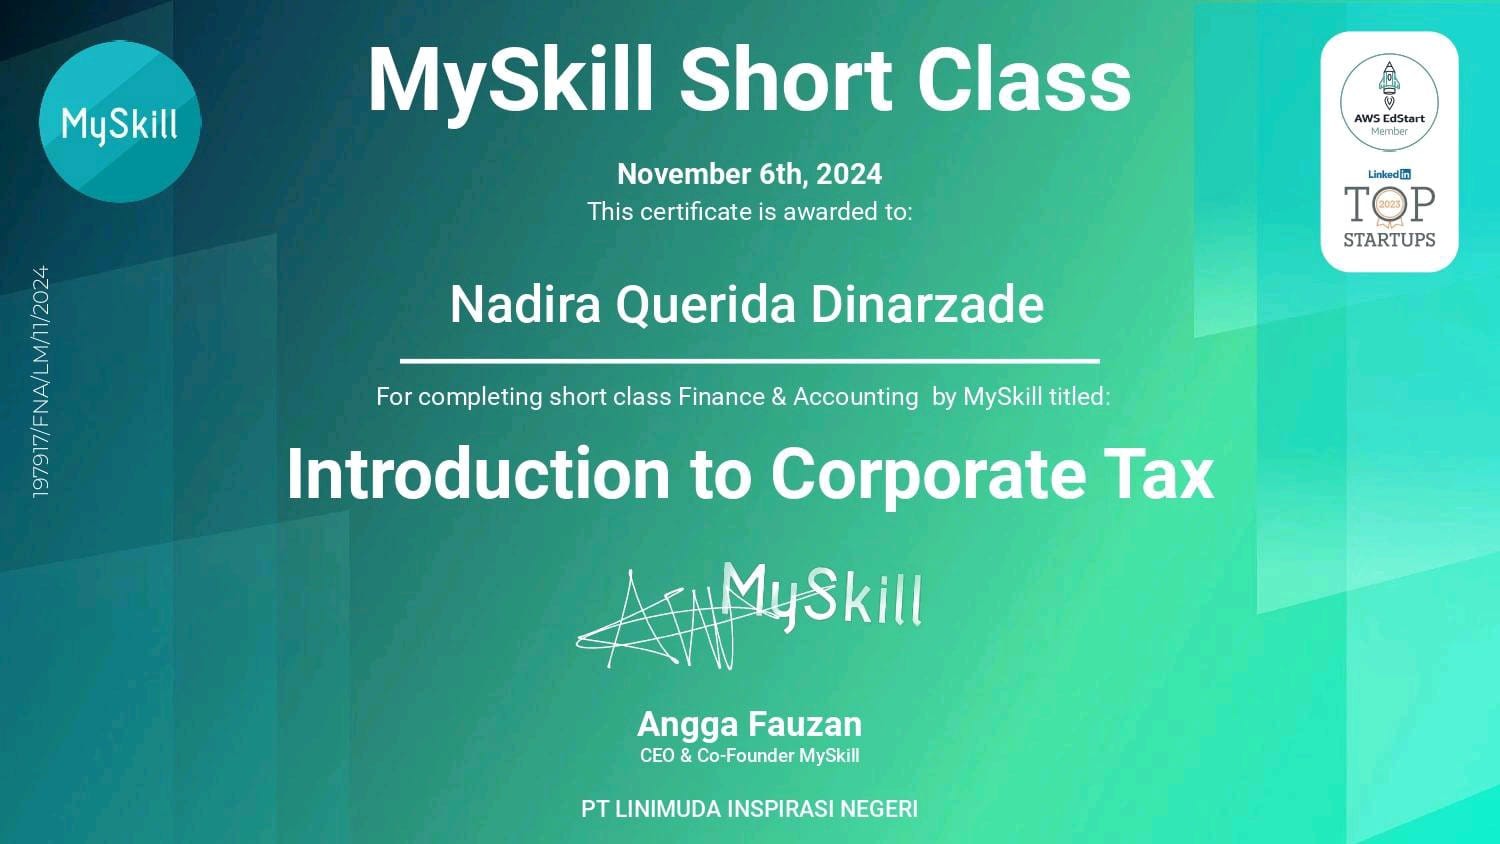 MySkill
MySkill Short Class
AWS EdStart
Member
LinkedIn
TOP
2023
STARTUPS
November 6th, 2024
This certificate is awarded to:
Nadira Querida Dinarzade
197917/FNA/LM/11/2024
For completing short class Finance & Accounting  by MySkill titled:
Introduction to Corporate Tax
MySkill
Angga Fauzan
CEO & Co-Founder MySkill
PT LINIMUDA INSPIRASI NEGERI